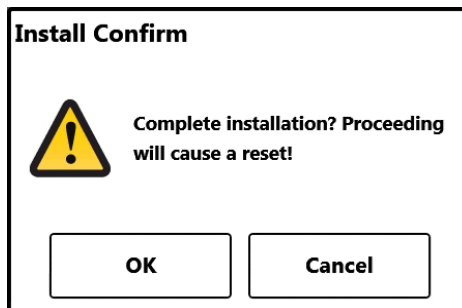 Install Confirm
Complete installation? Proceeding
will cause a reset!
OK
Cancel